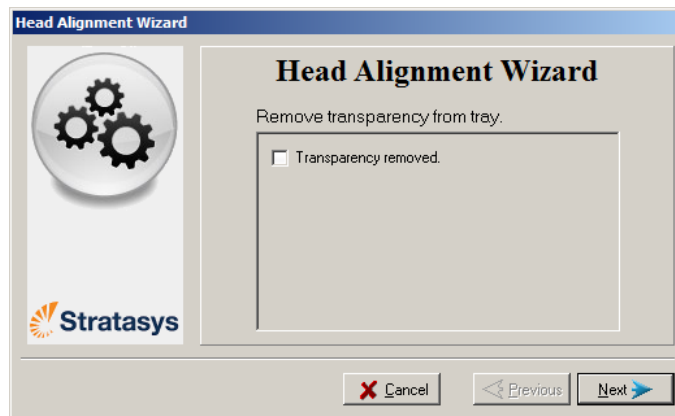 Head Alignment Wizard
Head Alignment Wizard
Remove transparency from tray.
Transparency removed.
Stratasys
Cancel
Previous
Next